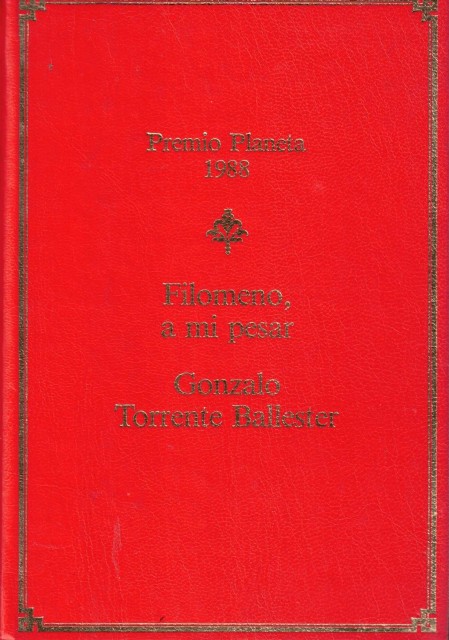 Premio Planeta
1988
Filomeno,
a mi pesar
Gonzalo
Torrente Ballester